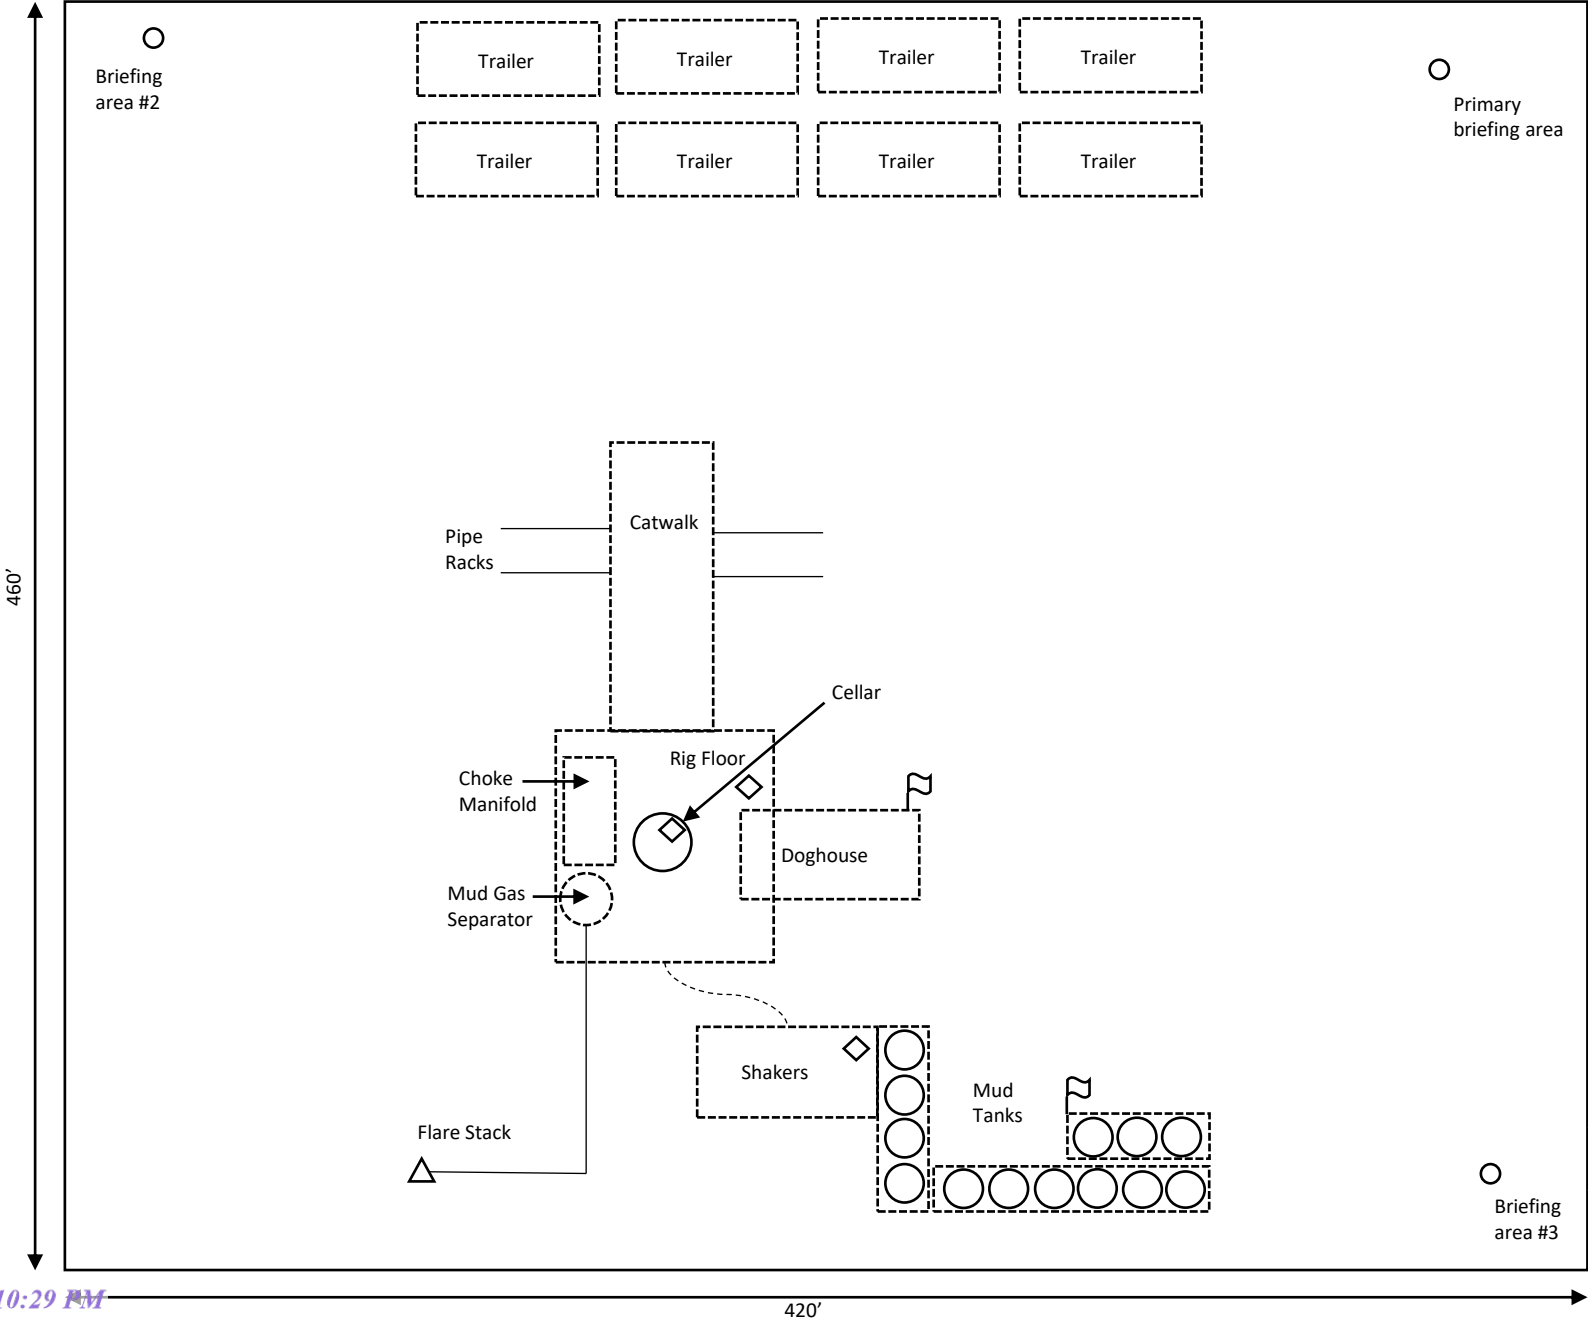 Briefing
area #2
Trailer
Trailer
Trailer
Trailer
Primary
briefing area
Trailer
Trailer
Trailer
Trailer
460’
Pipe
Racks
Catwalk
Cellar
Rig Floor
Choke
Manifold
Doghouse
Mud Gas
Separator
Shakers
Mud
Tanks
Flare Stack
Briefing
area #3
10:29 PM
420’